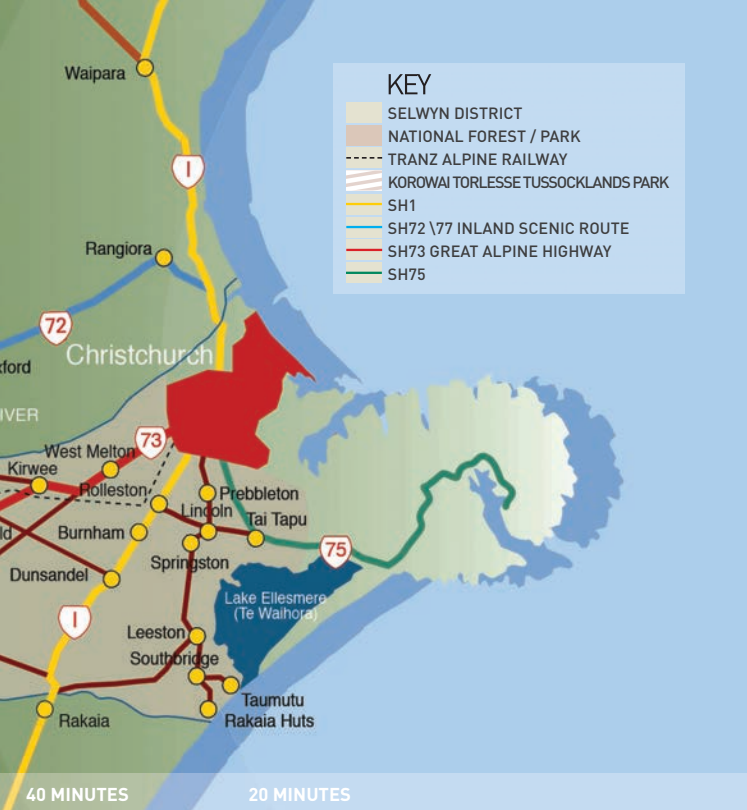 KEY
SELWYN DISTRICT
NATIONAL FOREST / PARK
TRANZ ALPINE RAILWAY
KOROWAI TORLESSE TUSSOCKLANDS PARK
SH1
SH72 \77 INLAND SCENIC ROUTE
SH73 GREAT ALPINE HIGHWAY
SH75
Waipara
1
Rangiora
72
Christchurch
xford
IVER
73
West Melton
Kirwee
Rolleston
Prebbleton
Lincoln
Tai Tapu
ld
Burnham
75
Springston
Dunsandel
Lake Ellesmere
(Te Waihora)
1
Leeston
Southbridge
Taumutu
Rakaia
Rakaia Huts
40 MINUTES
20 MINUTES